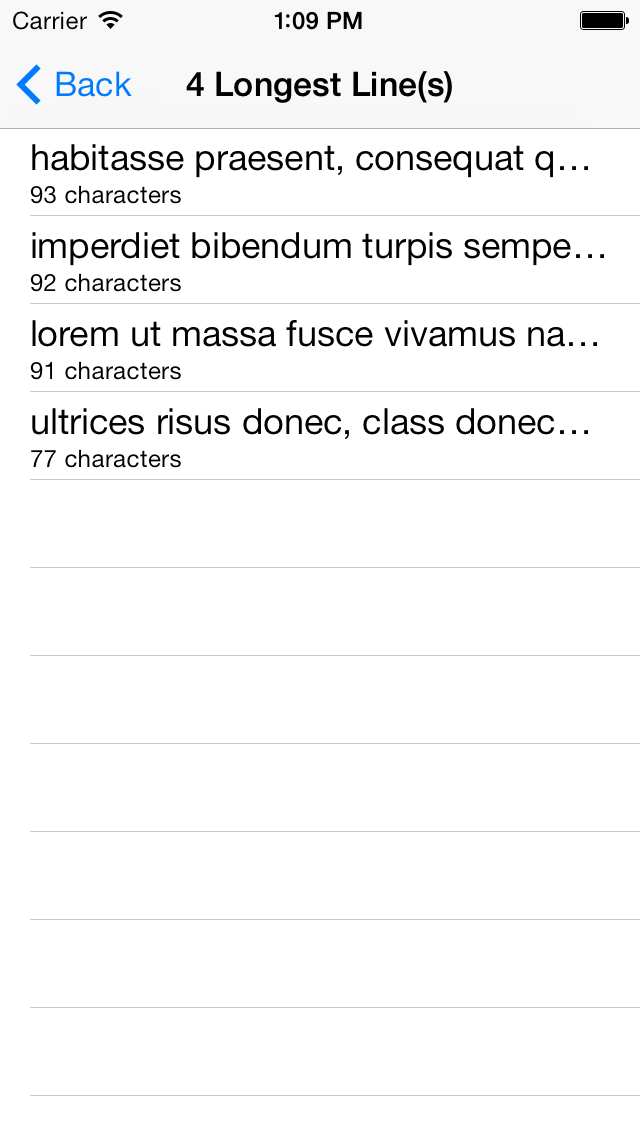 Carrier 1:09 PM
Back 4 Longest Line(s)
habitasse praesent, consequat q…
93 characters
imperdiet bibendum turpis sempe…
92 characters
lorem ut massa fusce vivamus na…
91 characters
ultrices risus donec, class donec…
77 characters